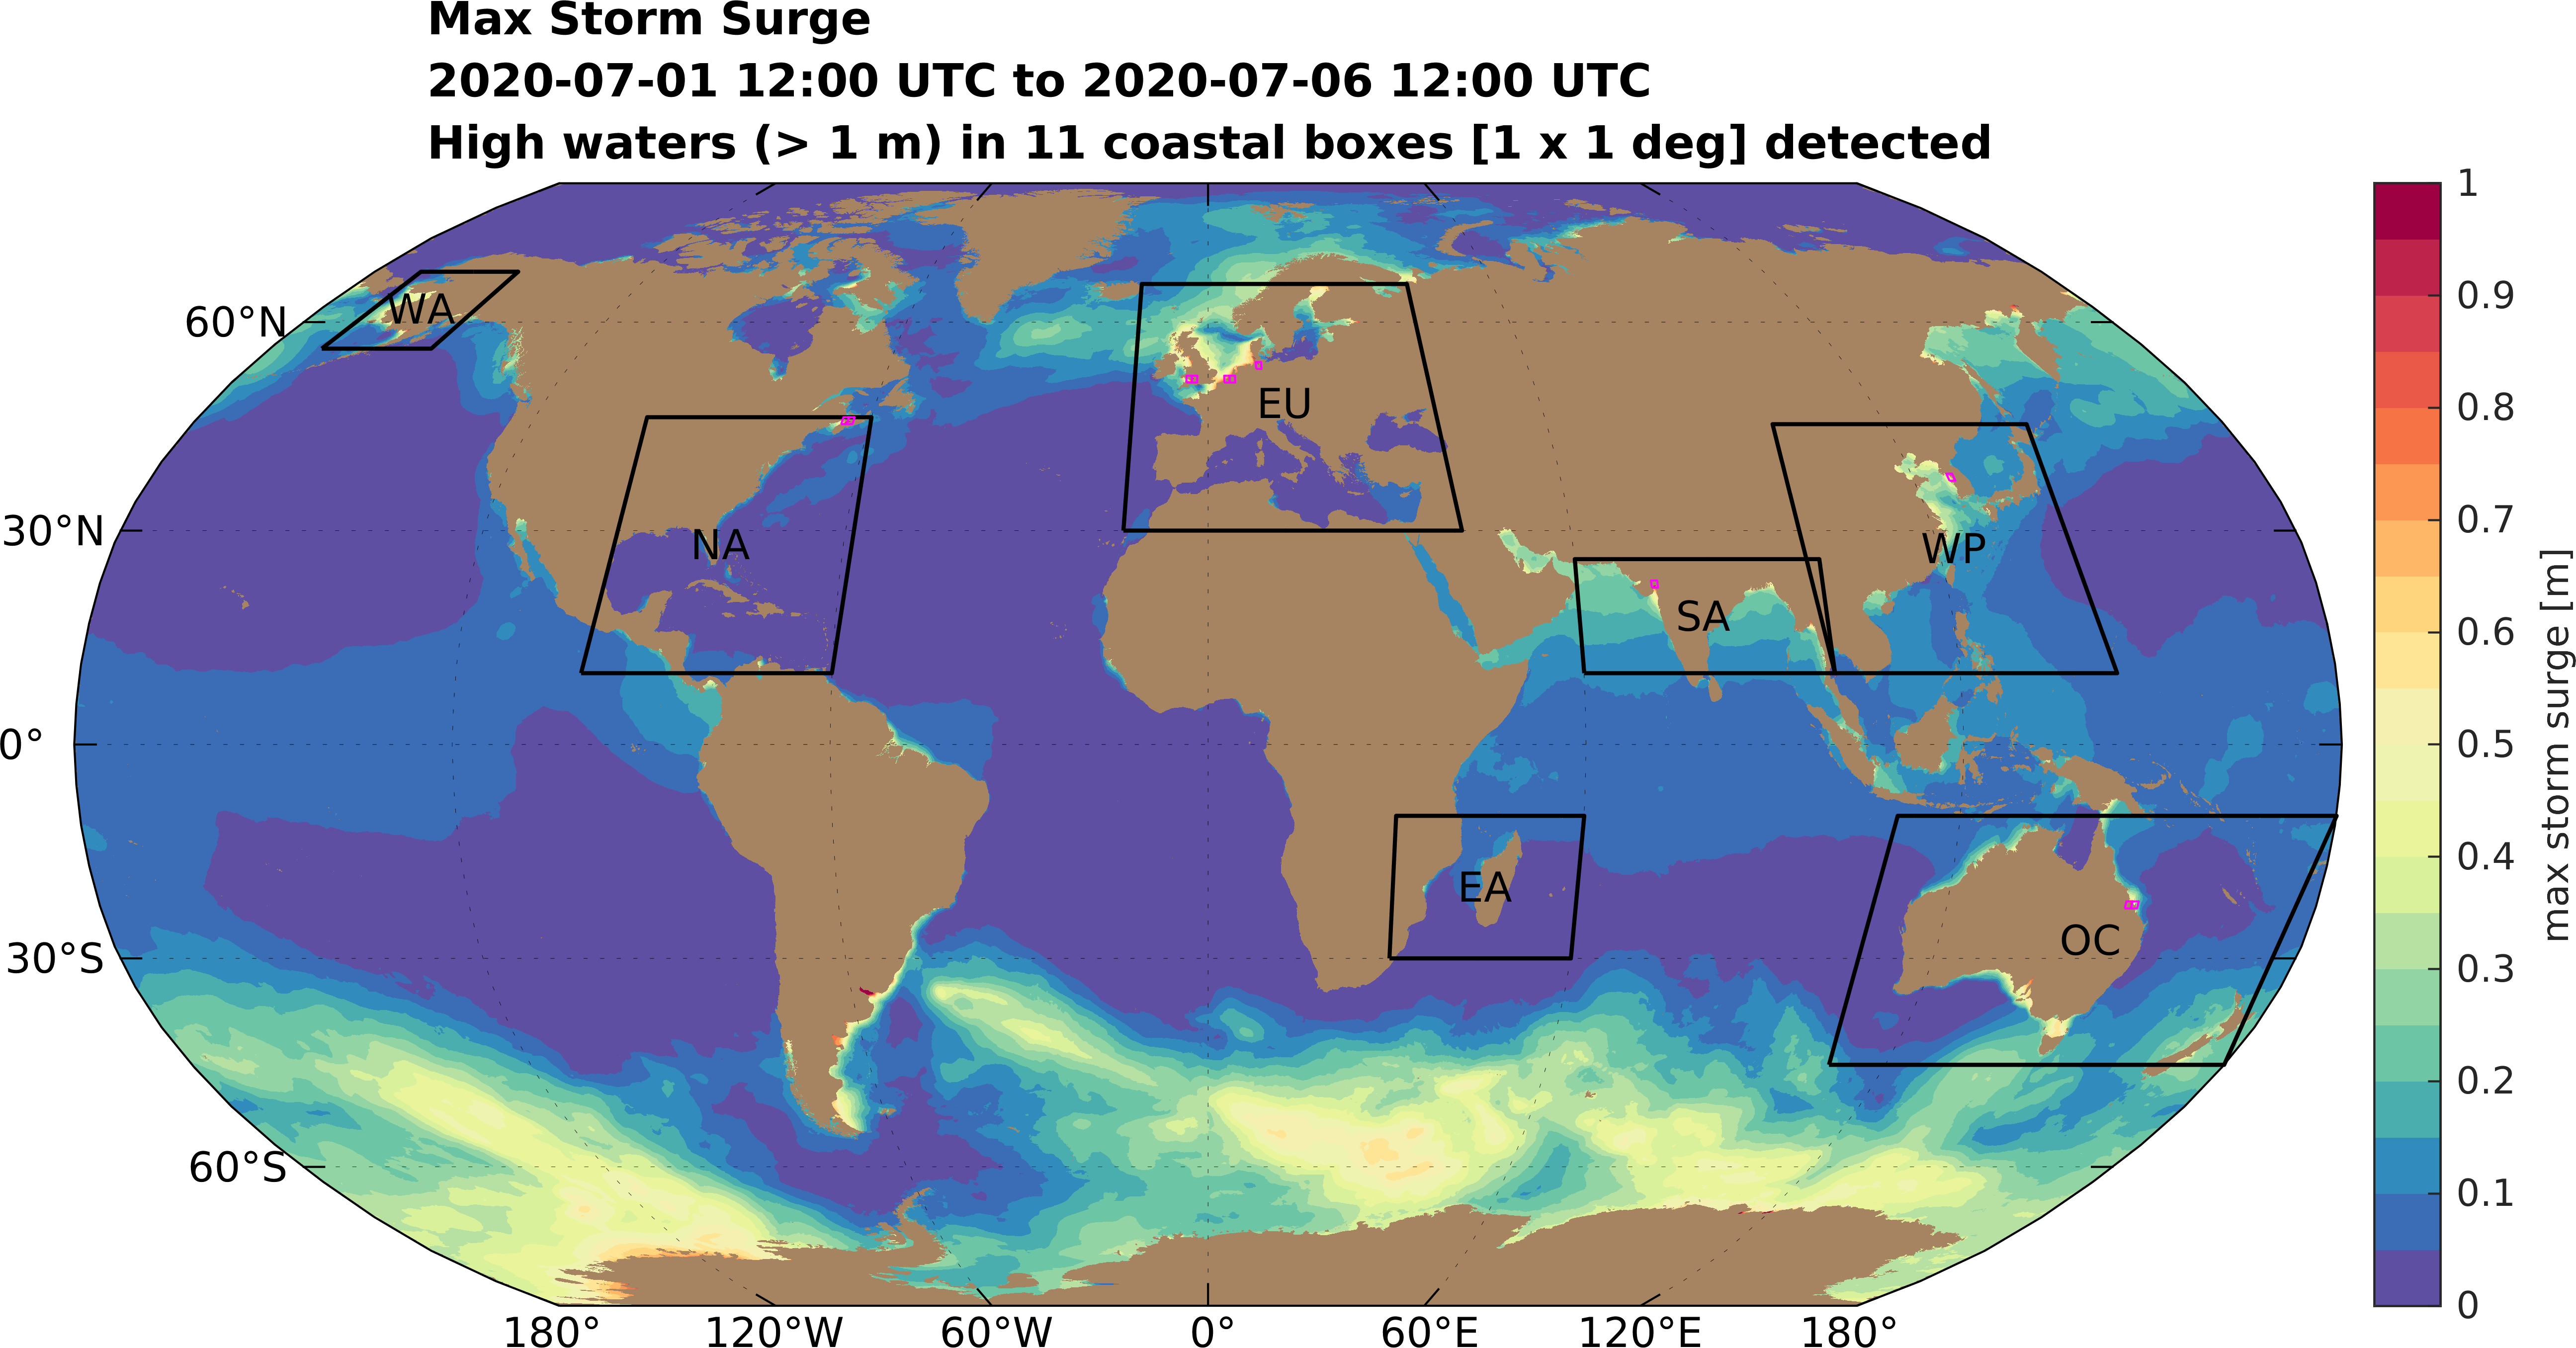 Max Storm Surge
2020-07-01 12:00 UTC to 2020-07-06 12:00 UTC
High waters (> 1 m) in 11 coastal boxes [1 x 1 deg] detected
60°N
30°N
0°
30°S
60°S
180°
120°W
60°W
0°
60°E
120°E
180°
WA
NA
EU
SA
WP
EA
OC
1
0.9
0.8
0.7
0.6
0.5
0.4
0.3
0.2
0.1
0
max storm surge [m]